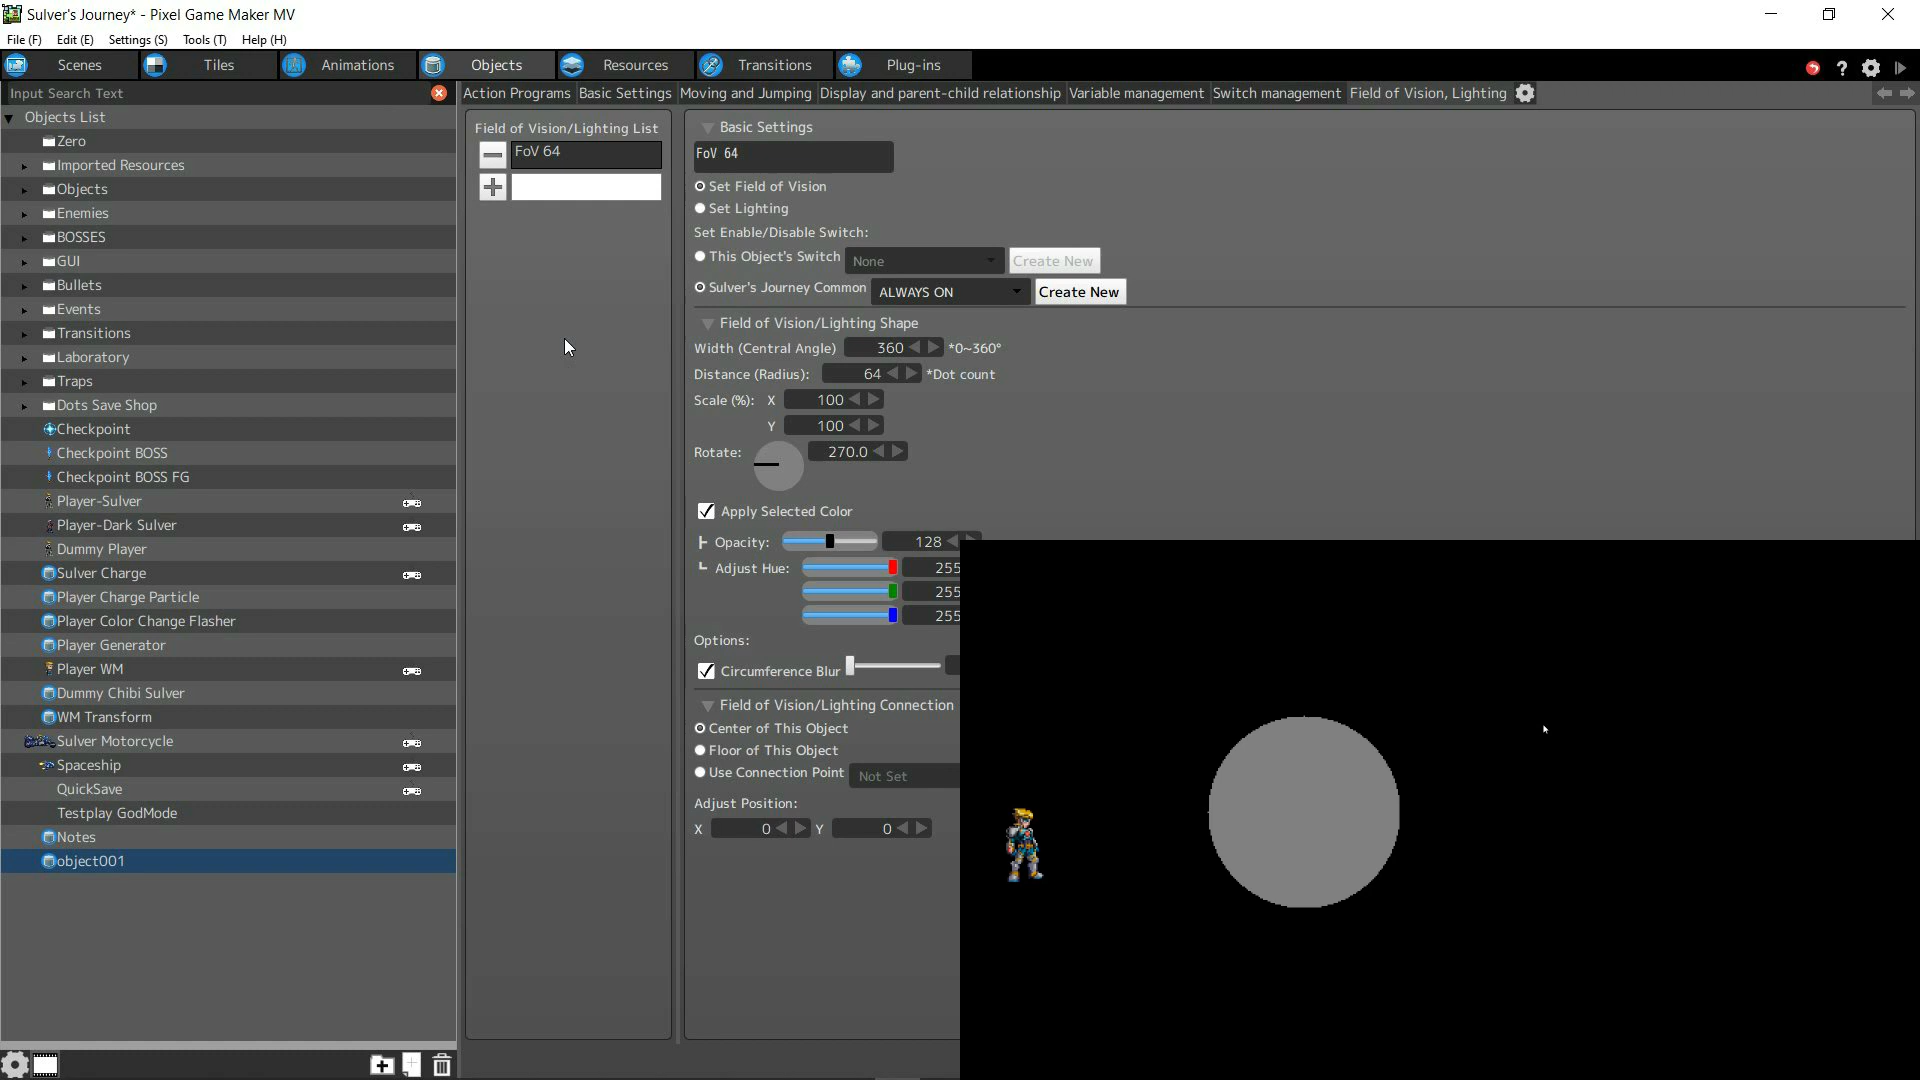 Sulver's Journey* - Pixel Game Maker MV
File (F) Edit (E) Settings (S) Tools (T) Help (H)
Scenes Tiles Animations Objects Resources Transitions Plug-ins
Input Search Text
Action Programs Basic Settings Moving and Jumping Display and parent-child relationship Variable management Switch management Field of Vision, Lighting
Objects List
Zero
Imported Resources
Objects
Enemies
BOSSES
GUI
Bullets
Events
Transitions
Laboratory
Traps
Dots Save Shop
Checkpoint
Checkpoint BOSS
Checkpoint BOSS FG
Player-Sulver
Player-Dark Sulver
Dummy Player
Sulver Charge
Player Charge Particle
Player Color Change Flasher
Player Generator
Player WM
Dummy Chibi Sulver
WM Transform
Sulver Motorcycle
Spaceship
QuickSave
Testplay GodMode
Notes
object001
Field of Vision/Lighting List
FoV 64
Basic Settings
FoV 64
Set Field of Vision
Set Lighting
Set Enable/Disable Switch:
This Object's Switch None Create New
Sulver's Journey Common ALWAYS ON Create New
Field of Vision/Lighting Shape
Width (Central Angle) 360 *0~360°
Distance (Radius): 64 *Dot count
Scale (%): X 100
Y 100
Rotate: 270.0
Apply Selected Color
Opacity: 128
Adjust Hue: 255
255
255
Options:
Circumference Blur
Field of Vision/Lighting Connection
Center of This Object
Floor of This Object
Use Connection Point Not Set
Adjust Position:
X 0 Y 0